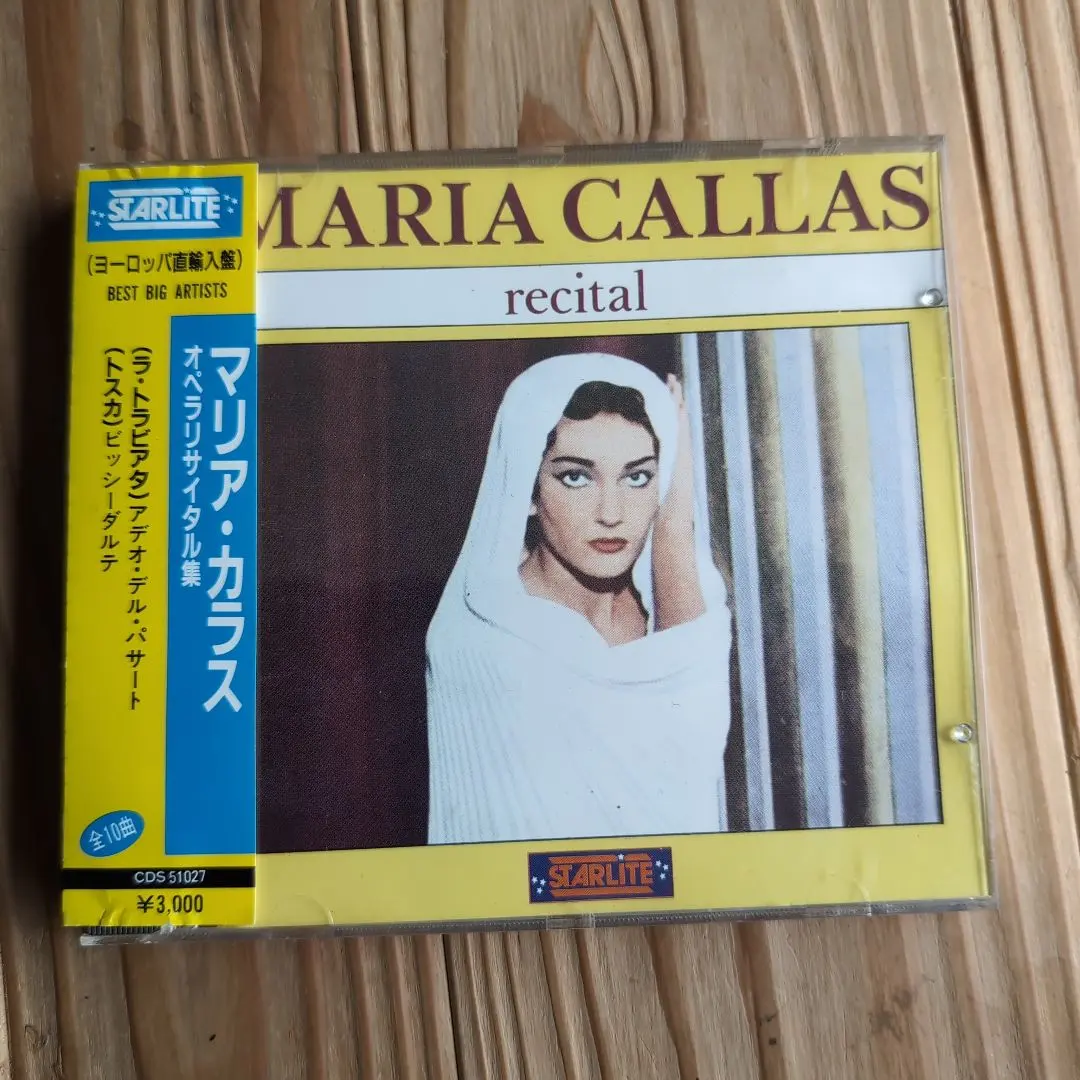 STARLITE
(ヨーロッパ直輸入盤)
BEST BIG ARTISTS
マリア・カラス
オペラリサイタル集
(ラ・トラビアタ)アデオ・デル・パサート
(トスカ)ビッシーダルテ
全10曲
CDS 51027
¥3,000
MARIA CALLAS
recital
STARLITE